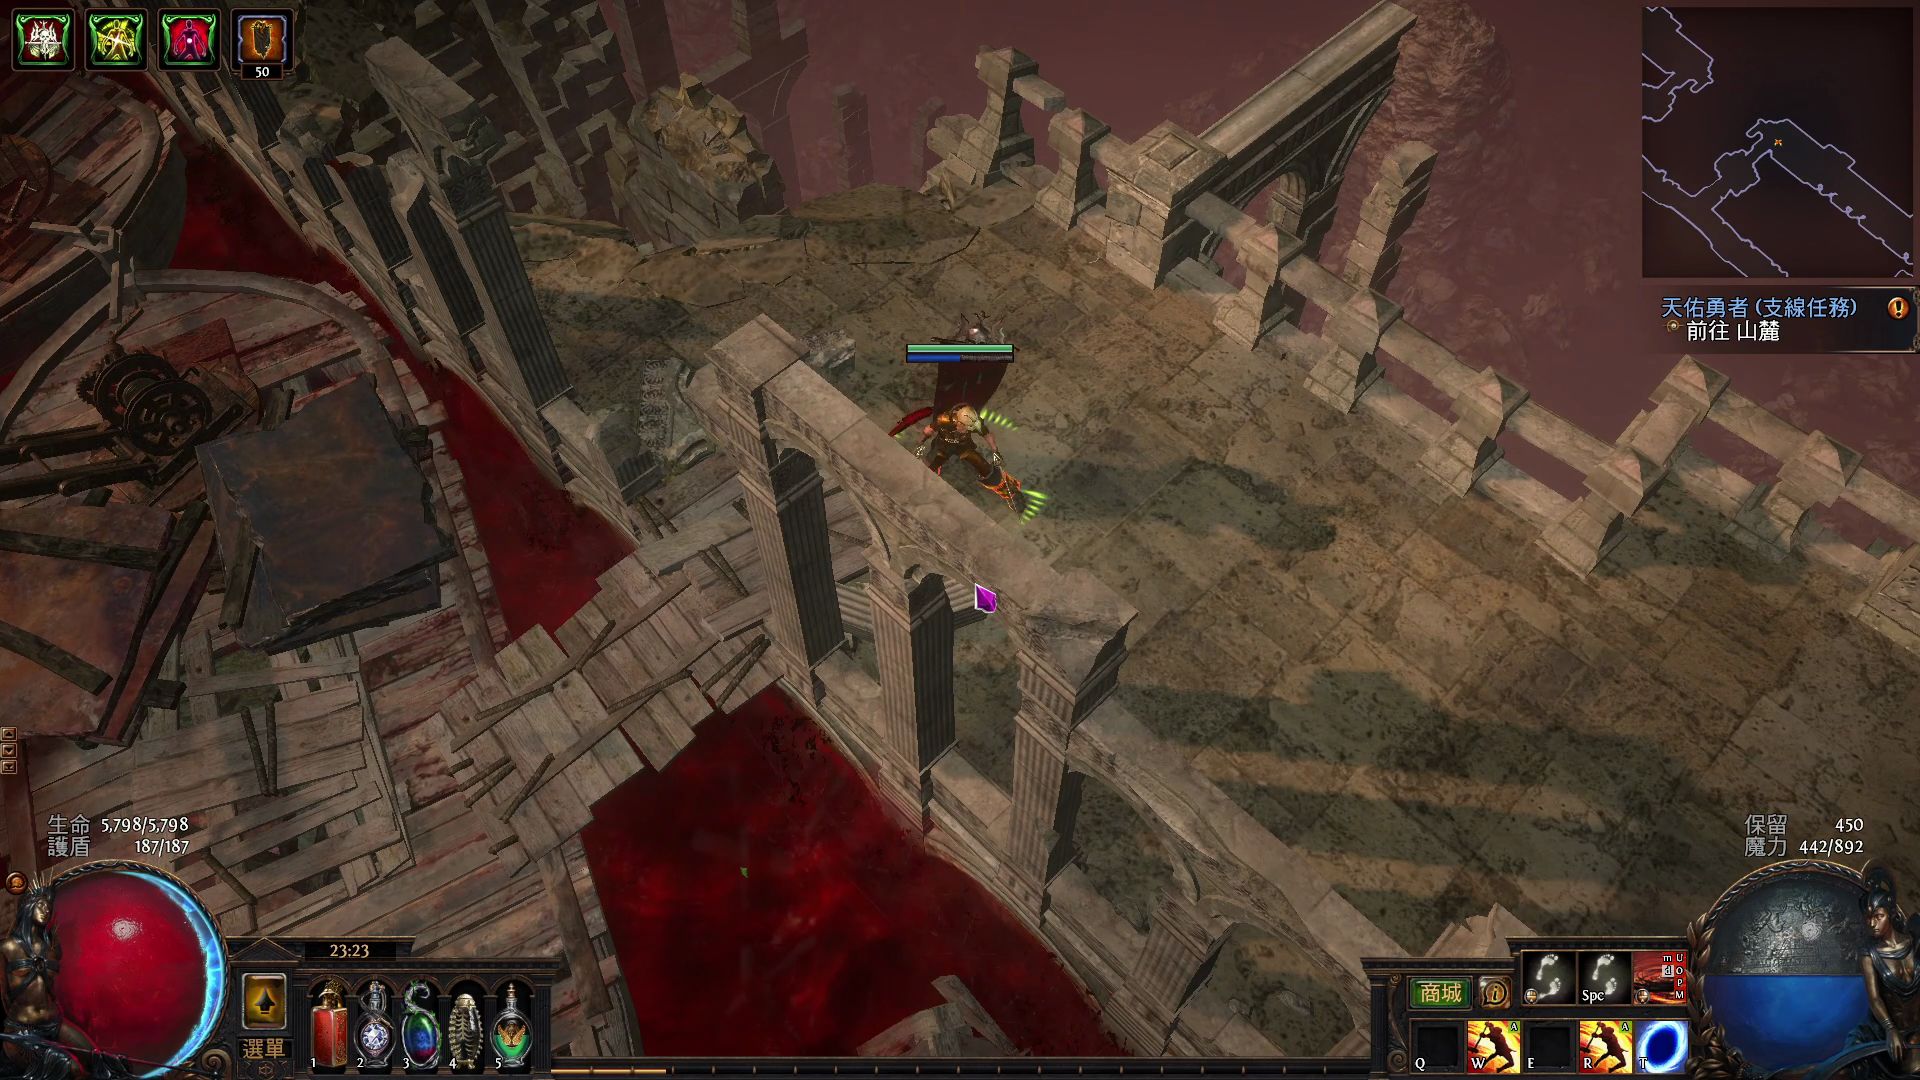 50
天佑勇者 (支線任務)
前往 山麓
生命 5,798/5,798
護盾 187/187
保留 450
魔力 442/892
23:23
選單
1 2 3 4 5
商城
Spc
m U
d O
P
M
Q W A E R A T